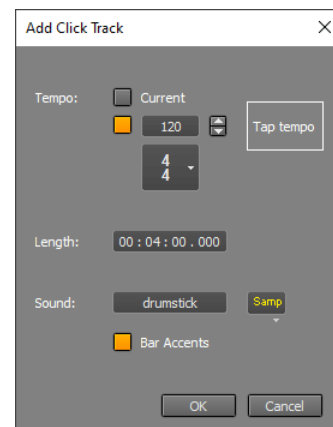 Add Click Track
Tempo: Current
120
Tap tempo
4
4
Length: 00 : 04 : 00 . 000
Sound: drumstick Samp
Bar Accents
OK Cancel